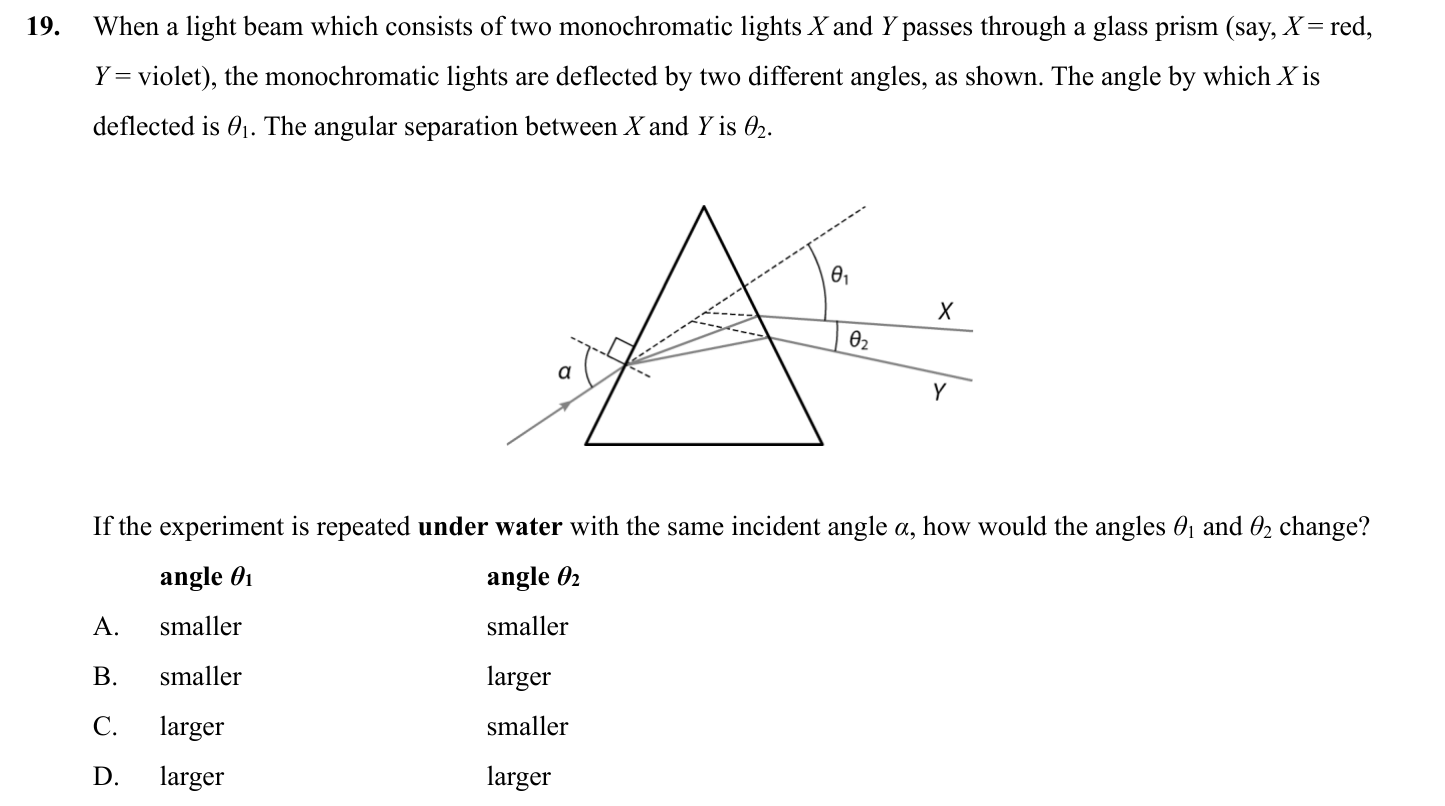 19. When a light beam which consists of two monochromatic lights X and Y passes through a glass prism (say, X = red,
Y = violet), the monochromatic lights are deflected by two different angles, as shown. The angle by which X is
deflected is θ₁. The angular separation between X and Y is θ₂.
θ₁
X
θ₂
α
Y
If the experiment is repeated under water with the same incident angle α, how would the angles θ₁ and θ₂ change?
angle θ₁ angle θ₂
A. smaller smaller
B. smaller larger
C. larger smaller
D. larger larger